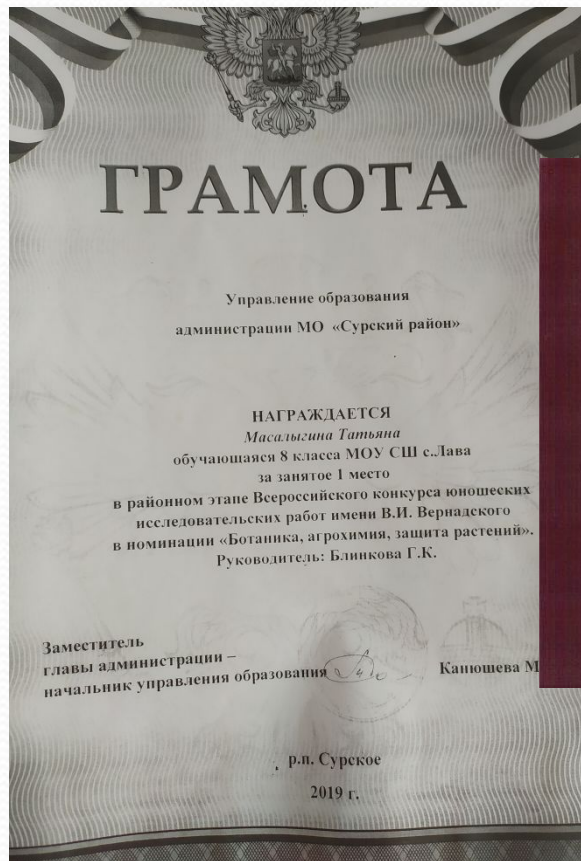 ГРАМОТА
Управление образования
администрации МО «Сурский район»
НАГРАЖДАЕТСЯ
Масалыгина Татьяна
обучающаяся 8 класса МОУ СШ с.Лава
за занятое 1 место
в районном этапе Всероссийского конкурса юношеских
исследовательских работ имени В.И. Вернадского
в номинации «Ботаника, агрохимия, защита растений».
Руководитель: Блинкова Г.К.
Заместитель
главы администрации –
начальник управления образования Канюшева М
р.п. Сурское
2019 г.